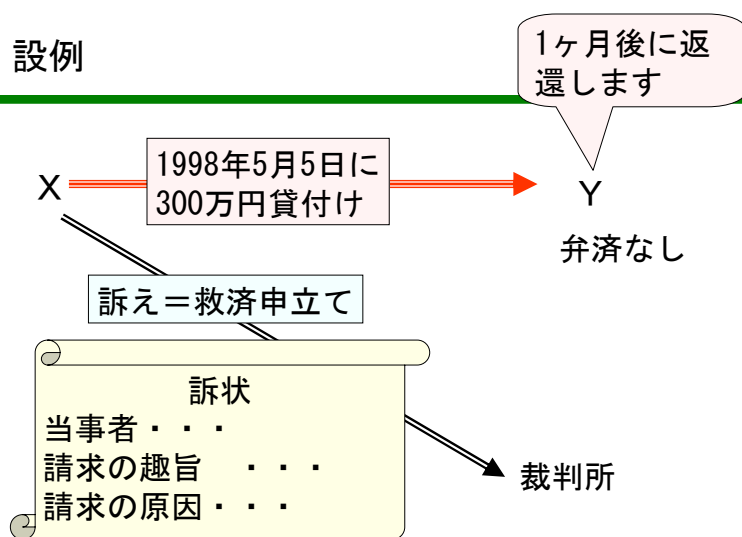 設例
1ヶ月後に返
還します
1998年5月5日に
300万円貸付け
X
Y
弁済なし
訴え＝救済申立て
訴状
当事者・・・
請求の趣旨　・・・
請求の原因・・・
裁判所